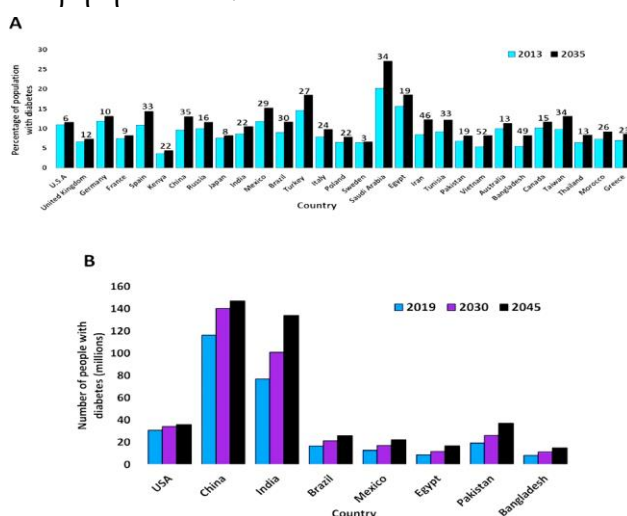 A
Percentage of population
with diabetes
30
25
20
15
10
5
0
2013 2035
6 12 10 9 33 22 35 16 8 22 29 30 27 24 22 3 34 19 46 33 19 52 13 49 15 34 13 26
U.S.A
United Kingdom
Germany
France
Spain
Kenya
China
Russia
Japan
India
Mexico
Brazil
Turkey
Italy
Poland
Sweden
Saudi Arabia
Egypt
Iran
Tunisia
Pakistan
Vietnam
Australia
Bangladesh
Canada
Taiwan
Thailand
Morocco
Greece
Country
B
Number of people with
diabetes (millions)
160
140
120
100
80
60
40
20
0
2019 2030 2045
USA
China
India
Brazil
Mexico
Egypt
Pakistan
Bangladesh
Country